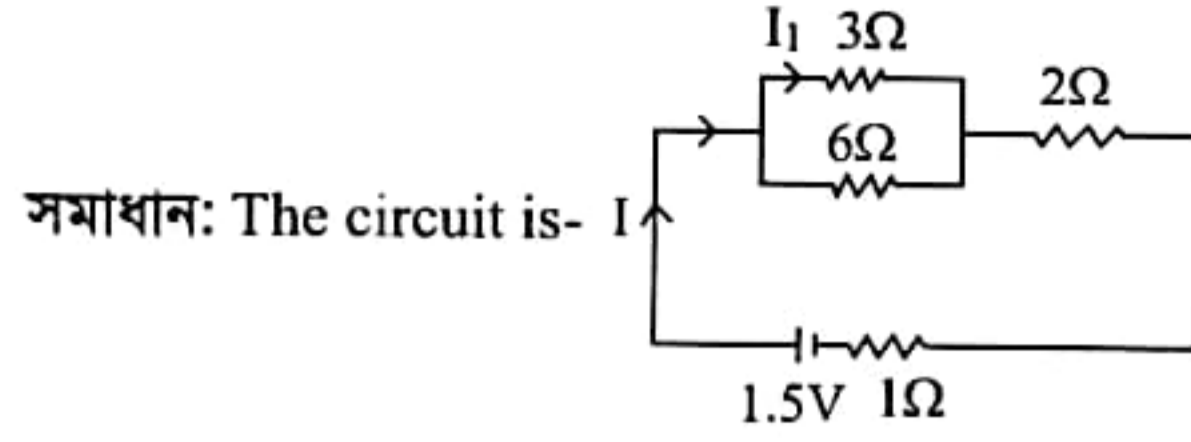 I₁ 3Ω
2Ω
6Ω
সমাধান: The circuit is- I
1.5V 1Ω